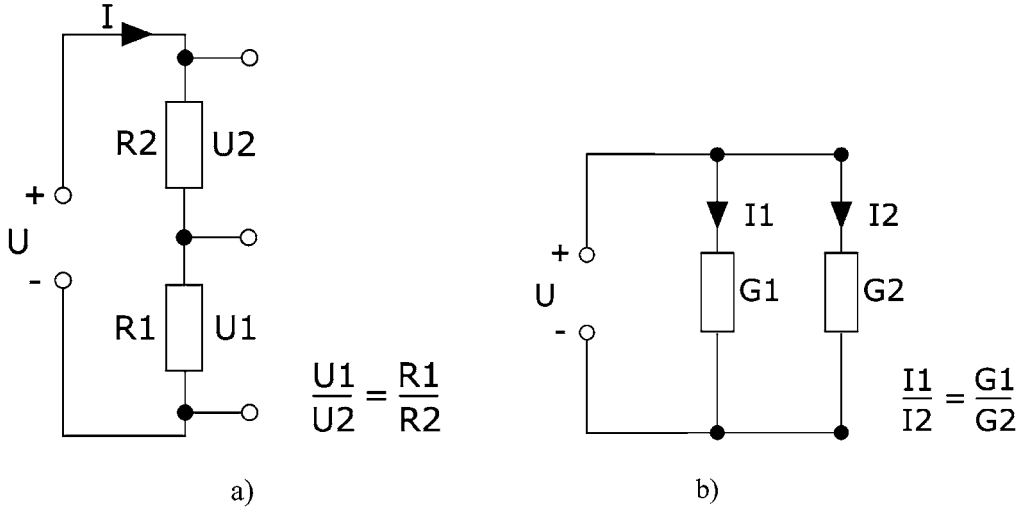 I
R2 U2
+
U
-
R1 U1
U1/U2 = R1/R2
a)
I1 I2
+
U
-
G1 G2
I1/I2 = G1/G2
b)